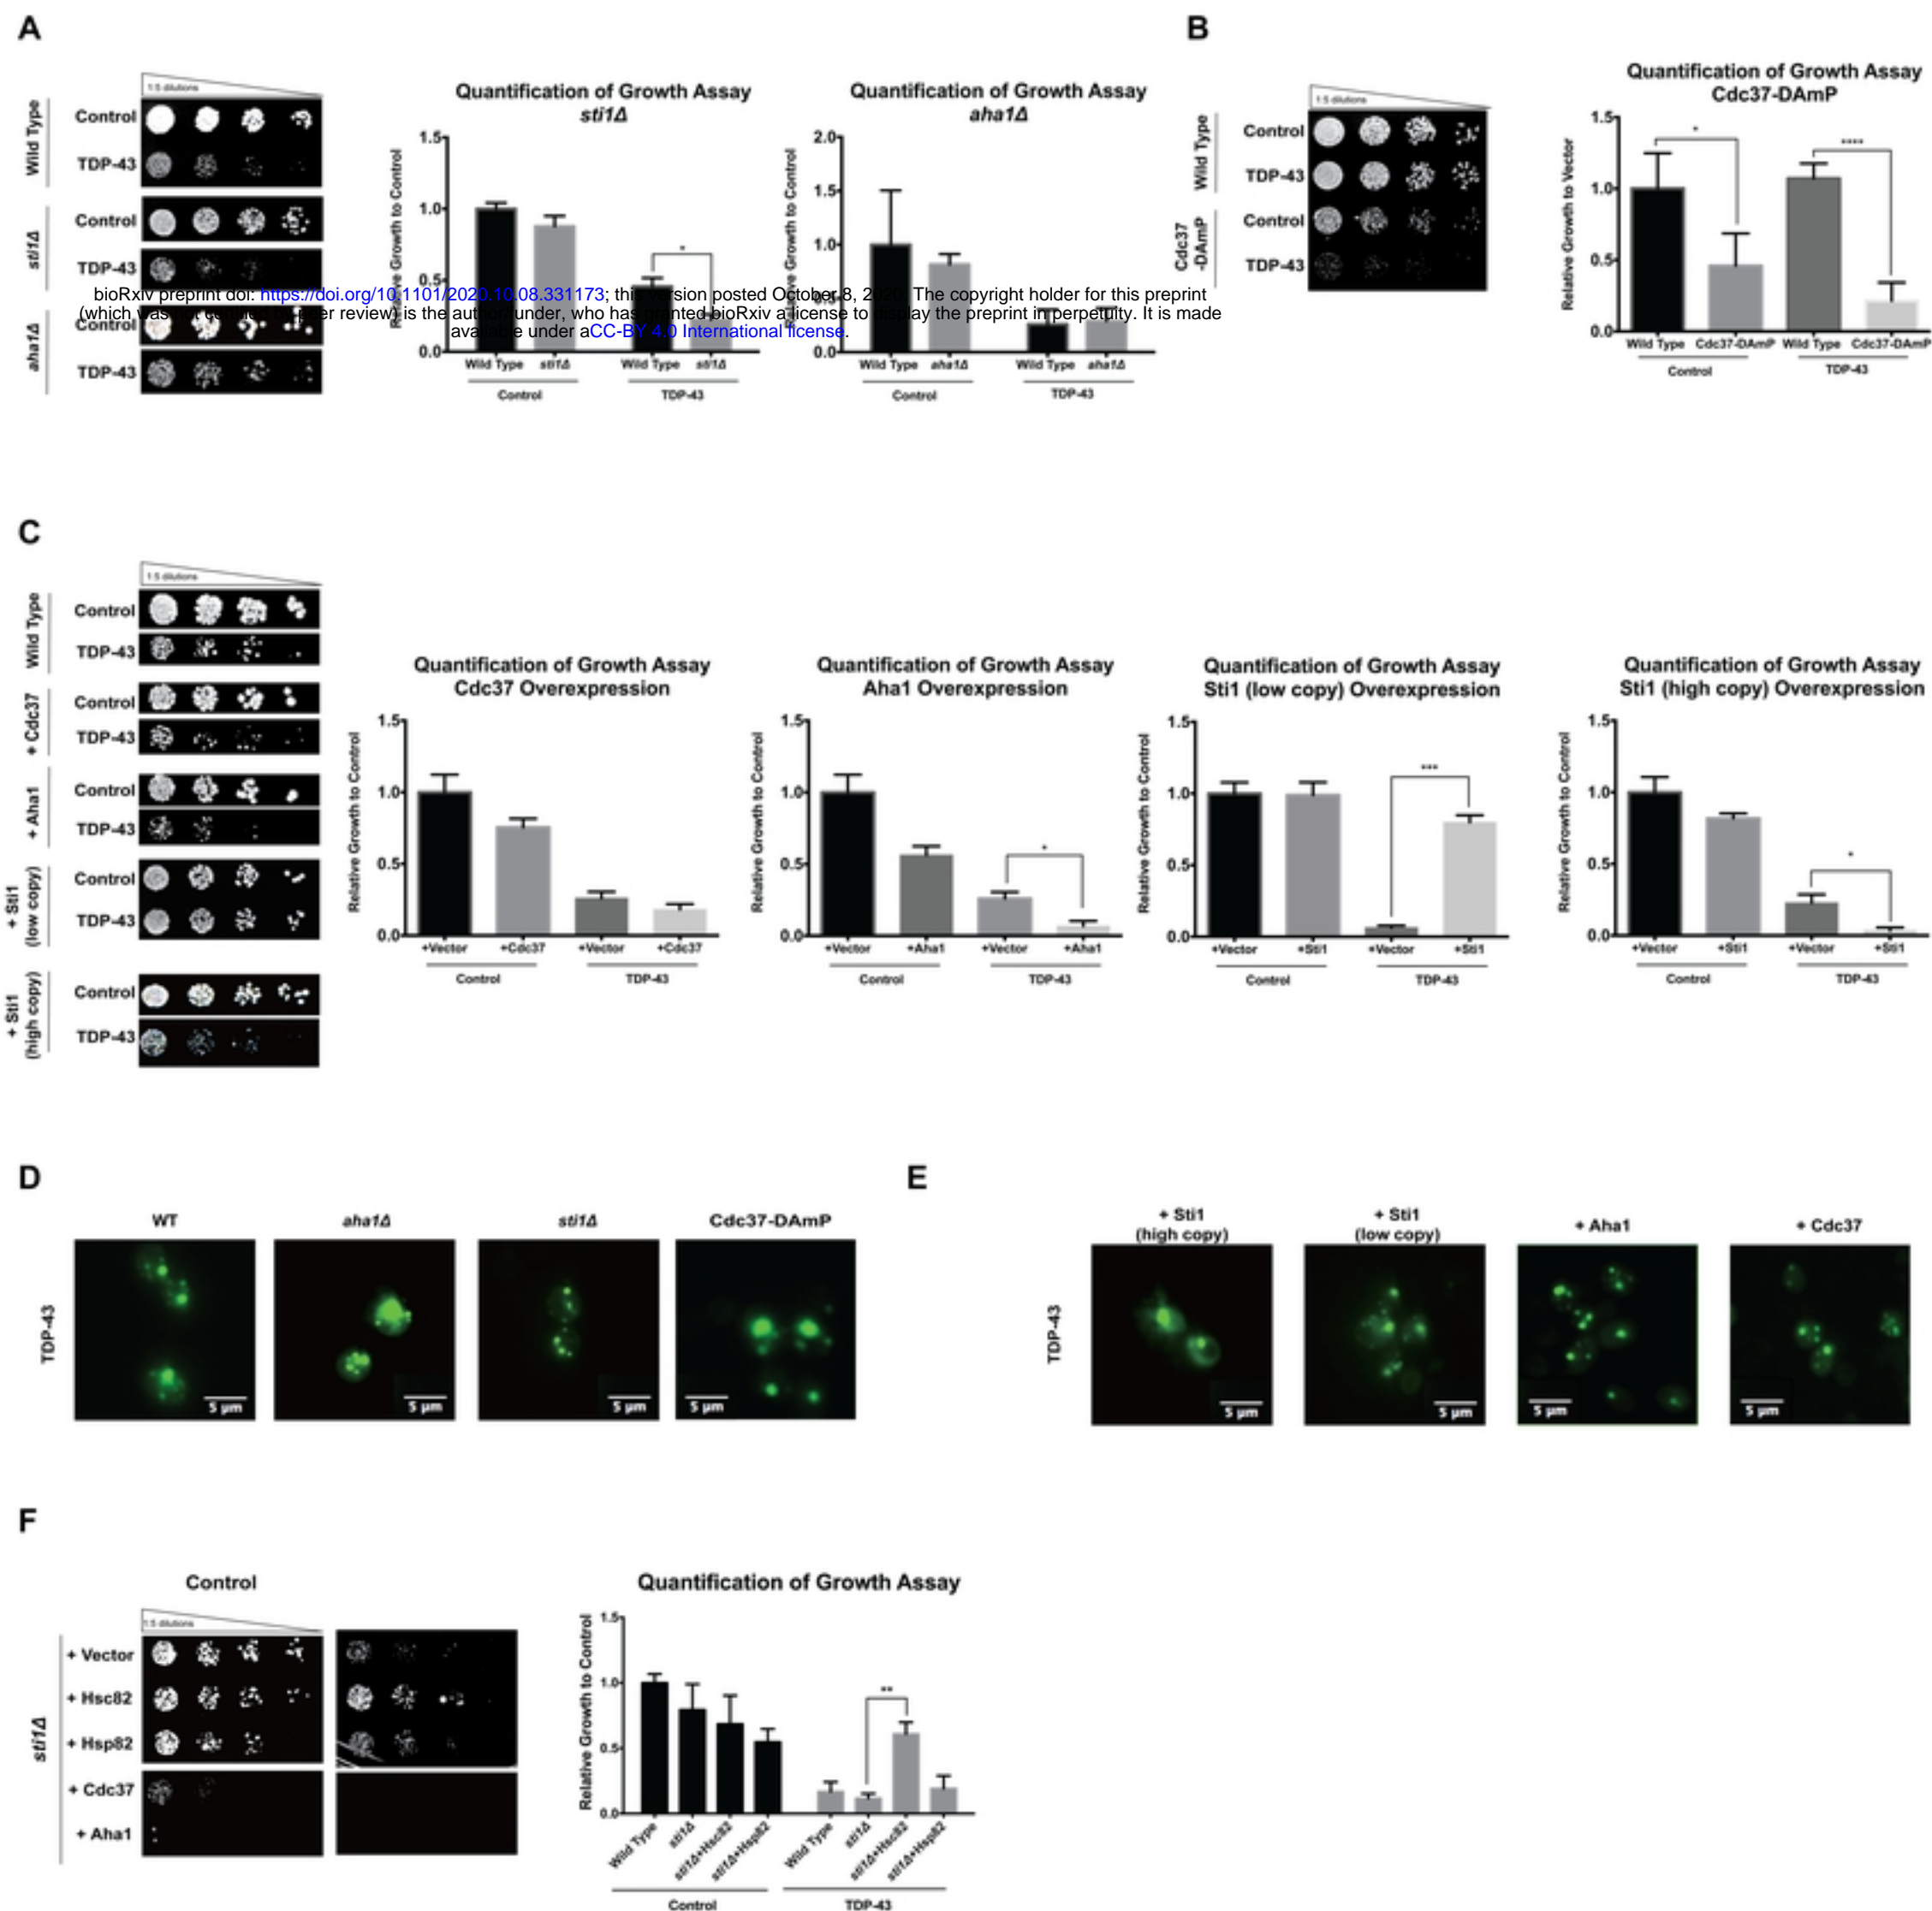 A
1:5 dilutions
Wild Type
Control
TDP-43
sti1Δ
Control
TDP-43
aha1Δ
Control
TDP-43
Quantification of Growth Assay
sti1Δ
Relative Growth to Control
1.5
1.0
0.5
0.0
*
Wild Type sti1Δ Wild Type sti1Δ
Control TDP-43
Quantification of Growth Assay
aha1Δ
Relative Growth to Control
2.0
1.5
1.0
0.5
0.0
Wild Type aha1Δ Wild Type aha1Δ
Control TDP-43
bioRxiv preprint doi: https://doi.org/10.1101/2020.10.08.331173; this version posted October 8, 2020. The copyright holder for this preprint
(which was not certified by peer review) is the author/funder, who has granted bioRxiv a license to display the preprint in perpetuity. It is made
available under aCC-BY 4.0 International license.
B
1:5 dilutions
Wild Type
Control
TDP-43
Cdc37
-DAmP
Control
TDP-43
Quantification of Growth Assay
Cdc37-DAmP
Relative Growth to Vector
1.5
1.0
0.5
0.0
*
****
Wild Type Cdc37-DAmP Wild Type Cdc37-DAmP
Control TDP-43
C
1:5 dilutions
Wild Type
Control
TDP-43
+ Cdc37
Control
TDP-43
+ Aha1
Control
TDP-43
+ Sti1
(low copy)
Control
TDP-43
+ Sti1
(high copy)
Control
TDP-43
Quantification of Growth Assay
Cdc37 Overexpression
Relative Growth to Control
1.5
1.0
0.5
0.0
+Vector +Cdc37 +Vector +Cdc37
Control TDP-43
Quantification of Growth Assay
Aha1 Overexpression
Relative Growth to Control
1.5
1.0
0.5
0.0
*
+Vector +Aha1 +Vector +Aha1
Control TDP-43
Quantification of Growth Assay
Sti1 (low copy) Overexpression
Relative Growth to Control
1.5
1.0
0.5
0.0
***
+Vector +Sti1 +Vector +Sti1
Control TDP-43
Quantification of Growth Assay
Sti1 (high copy) Overexpression
Relative Growth to Control
1.5
1.0
0.5
0.0
*
+Vector +Sti1 +Vector +Sti1
Control TDP-43
D
WT aha1Δ sti1Δ Cdc37-DAmP
TDP-43
5 µm 5 µm 5 µm 5 µm
E
+ Sti1
(high copy)
+ Sti1
(low copy)
+ Aha1
+ Cdc37
TDP-43
5 µm 5 µm 5 µm 5 µm
F
Control
1:5 dilutions
sti1Δ
+ Vector
+ Hsc82
+ Hsp82
+ Cdc37
+ Aha1
Quantification of Growth Assay
Relative Growth to Control
1.5
1.0
0.5
0.0
**
Wild Type sti1Δ sti1Δ+Hsc82 sti1Δ+Hsp82 Wild Type sti1Δ sti1Δ+Hsc82 sti1Δ+Hsp82
Control TDP-43